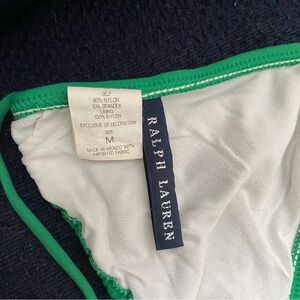 SELF
90% NYLON
10% SPANDEX
LINING
100% NYLON
EXCLUSIVE OF DECORATION
SIZE
M
MADE IN MEXICO WITH
IMPORTED FABRIC
RALPH LAUREN